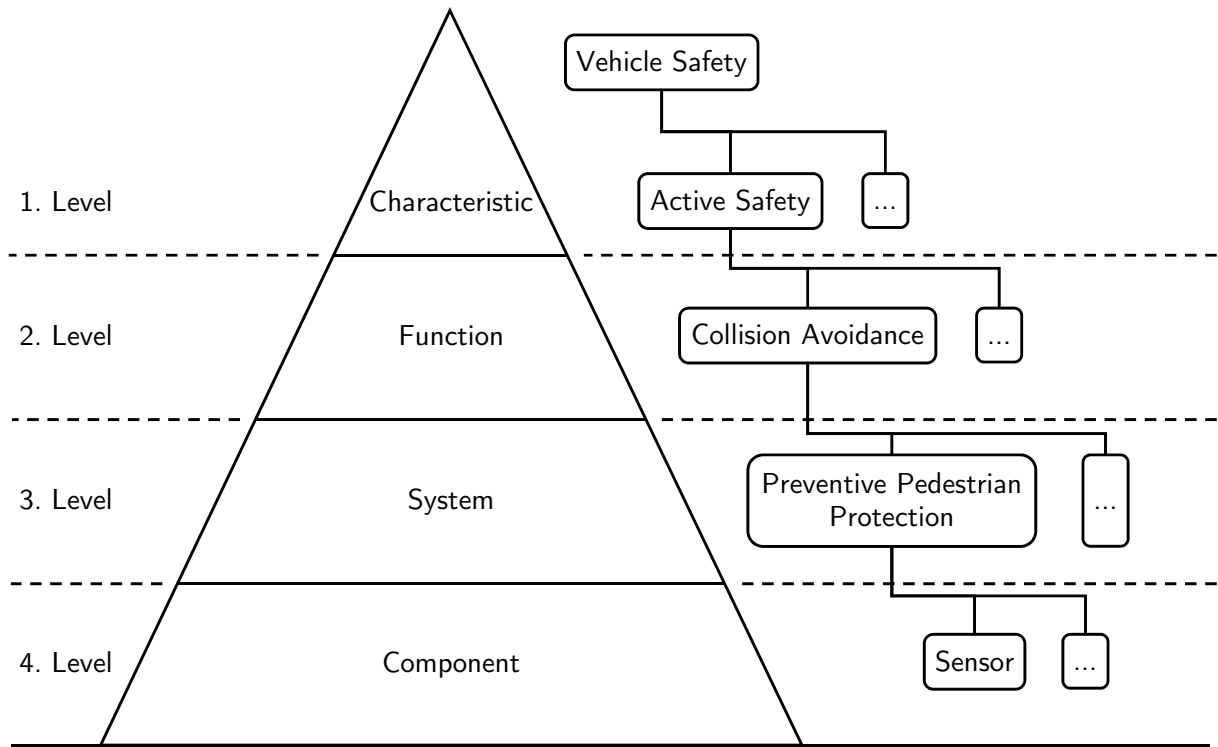 Vehicle Safety
1. Level
Characteristic
Active Safety
...
2. Level
Function
Collision Avoidance
...
3. Level
System
Preventive Pedestrian
Protection
...
4. Level
Component
Sensor
...